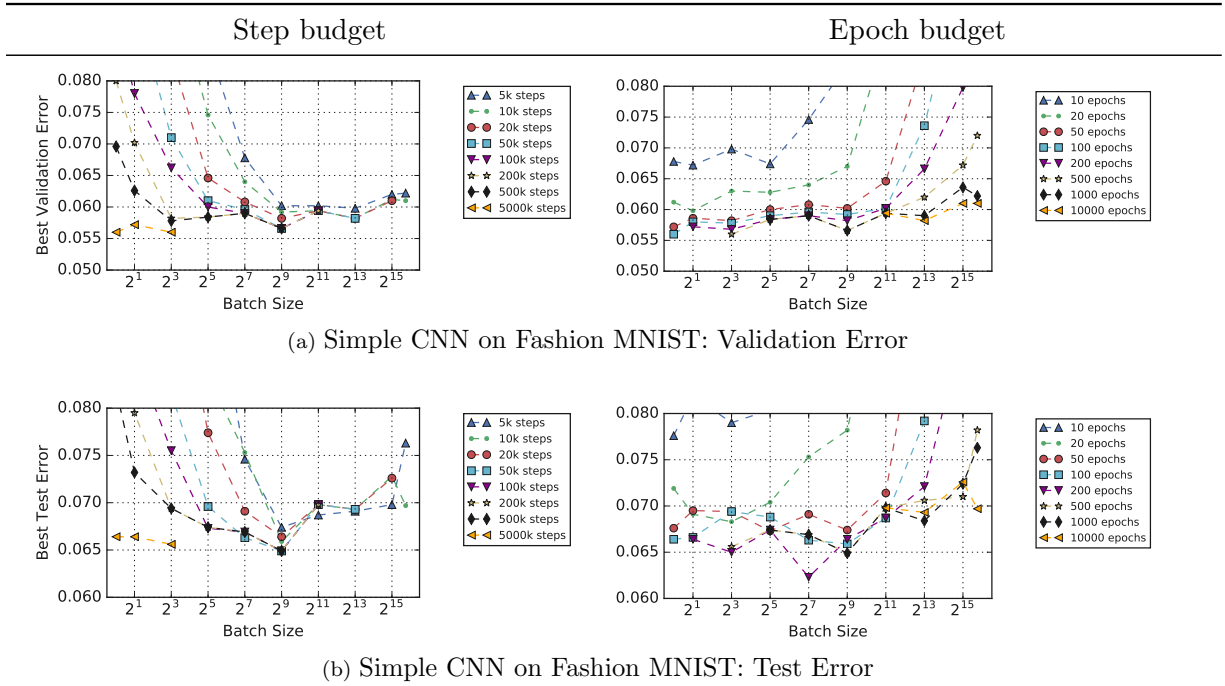 Step budget
Epoch budget
0.080
0.075
0.070
0.065
0.060
0.055
0.050
Best Validation Error
2^1 2^3 2^5 2^7 2^9 2^11 2^13 2^15
Batch Size
5k steps
10k steps
20k steps
50k steps
100k steps
200k steps
500k steps
5000k steps
0.080
0.075
0.070
0.065
0.060
0.055
0.050
2^1 2^3 2^5 2^7 2^9 2^11 2^13 2^15
Batch Size
10 epochs
20 epochs
50 epochs
100 epochs
200 epochs
500 epochs
1000 epochs
10000 epochs
(a) Simple CNN on Fashion MNIST: Validation Error
0.080
0.075
0.070
0.065
0.060
Best Test Error
2^1 2^3 2^5 2^7 2^9 2^11 2^13 2^15
Batch Size
5k steps
10k steps
20k steps
50k steps
100k steps
200k steps
500k steps
5000k steps
0.080
0.075
0.070
0.065
0.060
2^1 2^3 2^5 2^7 2^9 2^11 2^13 2^15
Batch Size
10 epochs
20 epochs
50 epochs
100 epochs
200 epochs
500 epochs
1000 epochs
10000 epochs
(b) Simple CNN on Fashion MNIST: Test Error